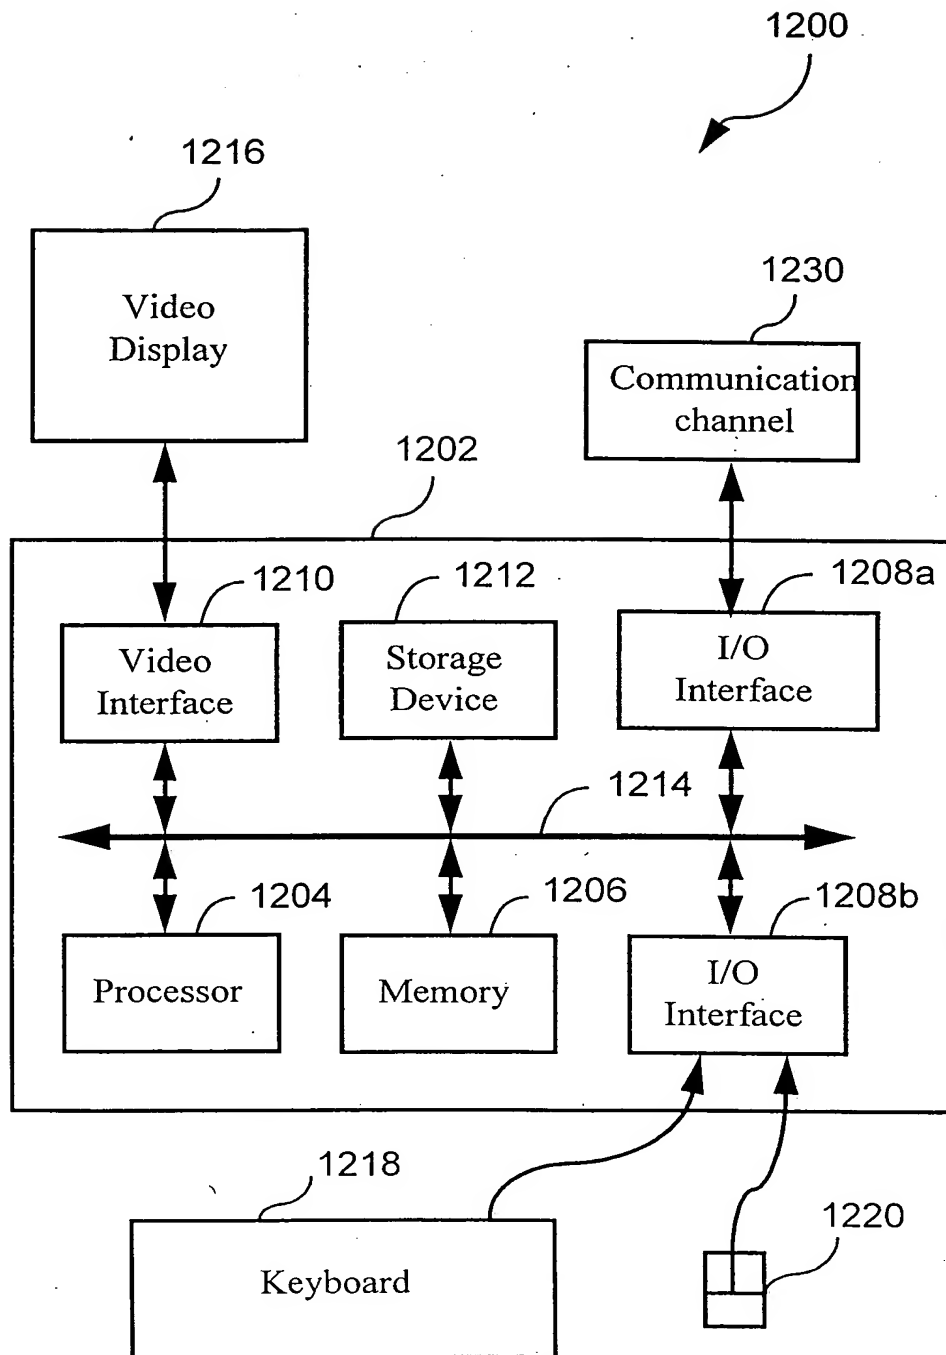 1200
1216
Video
Display
1230
Communication
channel
1202
1210
1212
1208a
Video
Interface
Storage
Device
I/O
Interface
1214
1204
1206
1208b
Processor
Memory
I/O
Interface
1218
Keyboard
1220